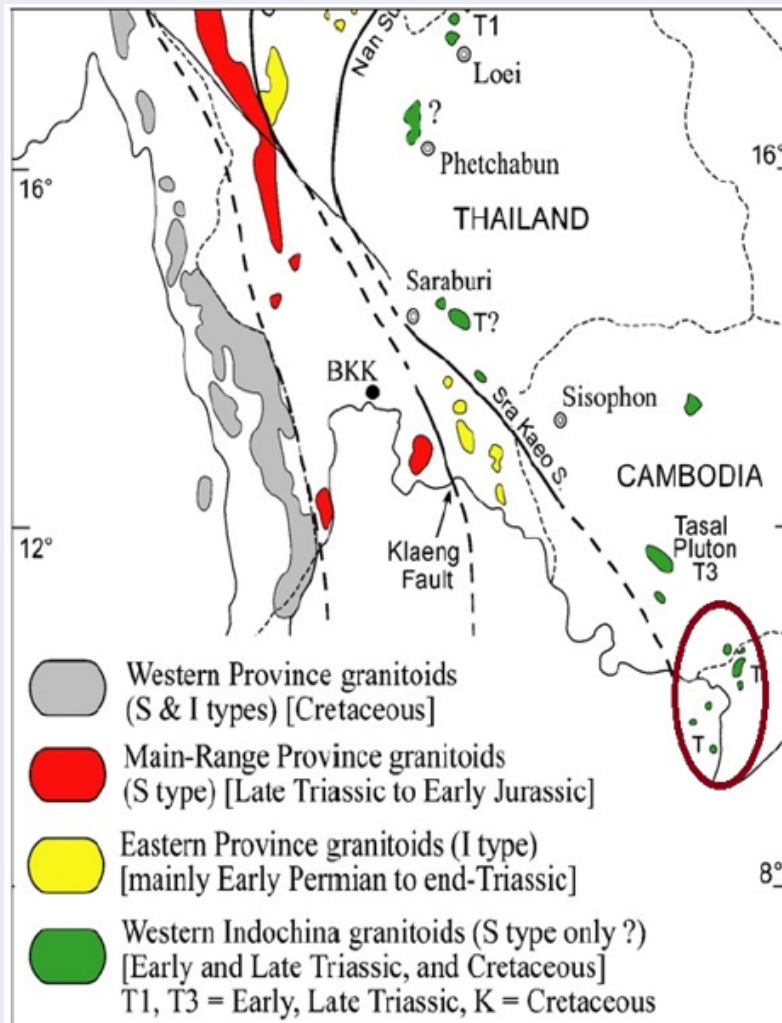 T1
Nan Su
Loei
?
Phetchabun
16°
16°
THAILAND
Saraburi
T?
BKK
Sra Kaeo S.
Sisophon
CAMBODIA
12°
Klaeng
Fault
Tasal
Pluton
T3
T
T
Western Province granitoids
(S & I types) [Cretaceous]
Main-Range Province granitoids
(S type) [Late Triassic to Early Jurassic]
Eastern Province granitoids (I type)
[mainly Early Permian to end-Triassic]
8°
Western Indochina granitoids (S type only ?)
[Early and Late Triassic, and Cretaceous]
T1, T3 = Early, Late Triassic, K = Cretaceous